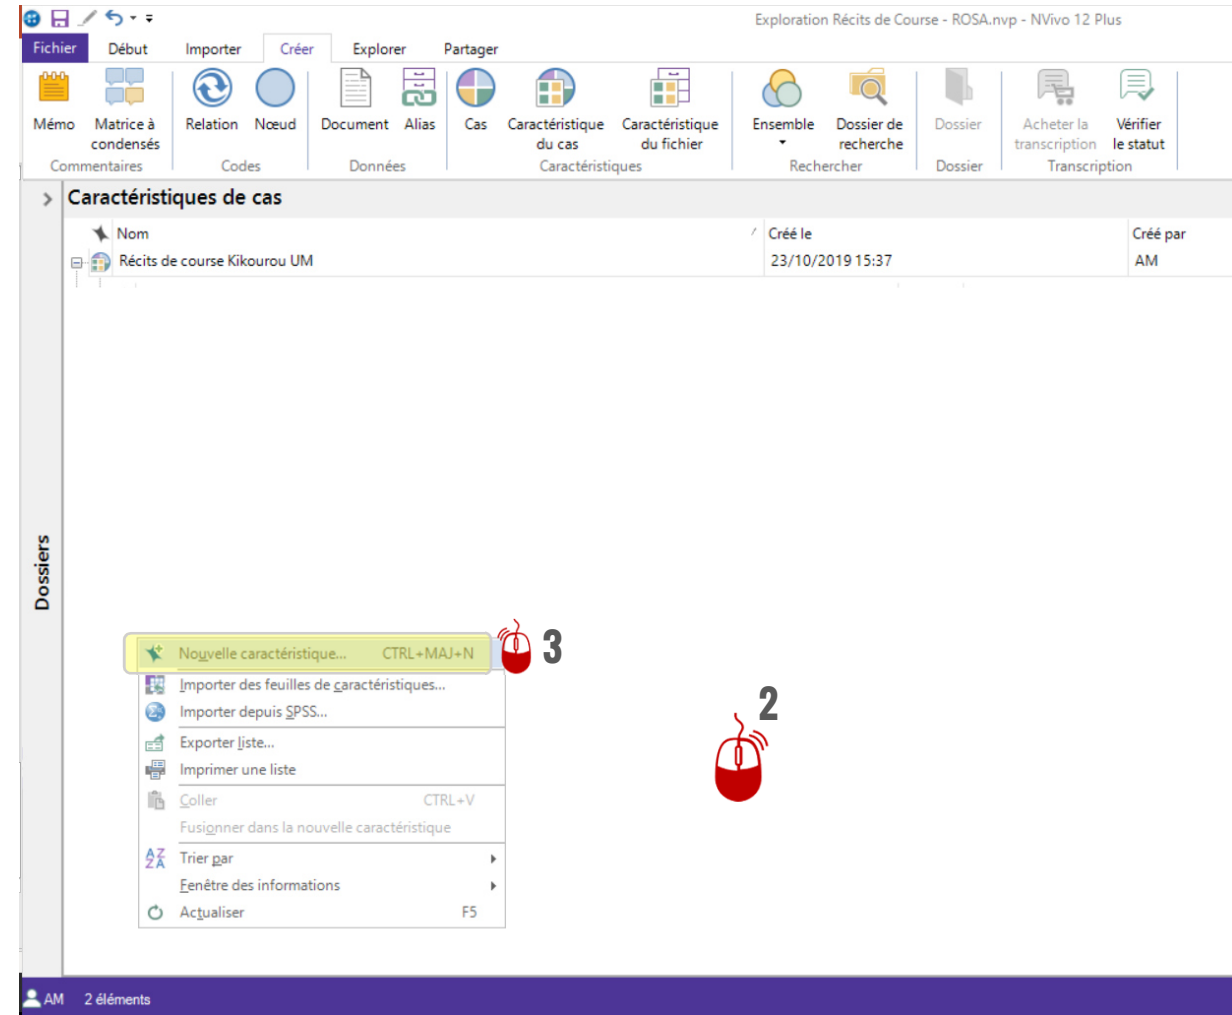 Exploration Récits de Course - ROSA.nvp - NVivo 12 Plus
Fichier Début Importer Créer Explorer Partager
Mémo Matrice à condensés Relation Nœud Document Alias Cas Caractéristique du cas Caractéristique du fichier Ensemble Dossier de recherche Dossier Acheter la transcription Vérifier le statut
Commentaires Codes Données Caractéristiques Rechercher Dossier Transcription
Caractéristiques de cas
Nom Créé le Créé par
Récits de course Kikourou UM 23/10/2019 15:37 AM
Dossiers
Nouvelle caractéristique... CTRL+MAJ+N 3
Importer des feuilles de caractéristiques...
Importer depuis SPSS...
2
Exporter liste...
Imprimer une liste
Coller CTRL+V
Fusionner dans la nouvelle caractéristique
Trier par
Fenêtre des informations
Actualiser F5
AM 2 éléments